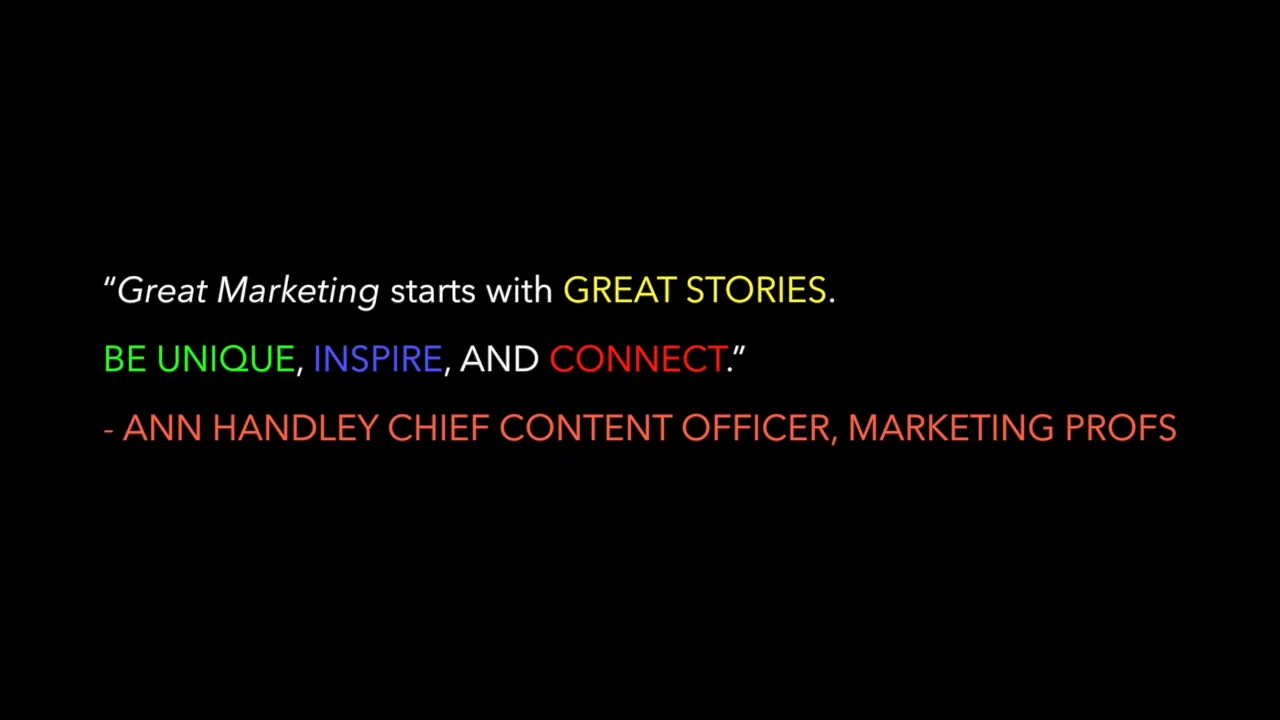 “Great Marketing starts with GREAT STORIES.
BE UNIQUE, INSPIRE, AND CONNECT.”
- ANN HANDLEY CHIEF CONTENT OFFICER, MARKETING PROFS